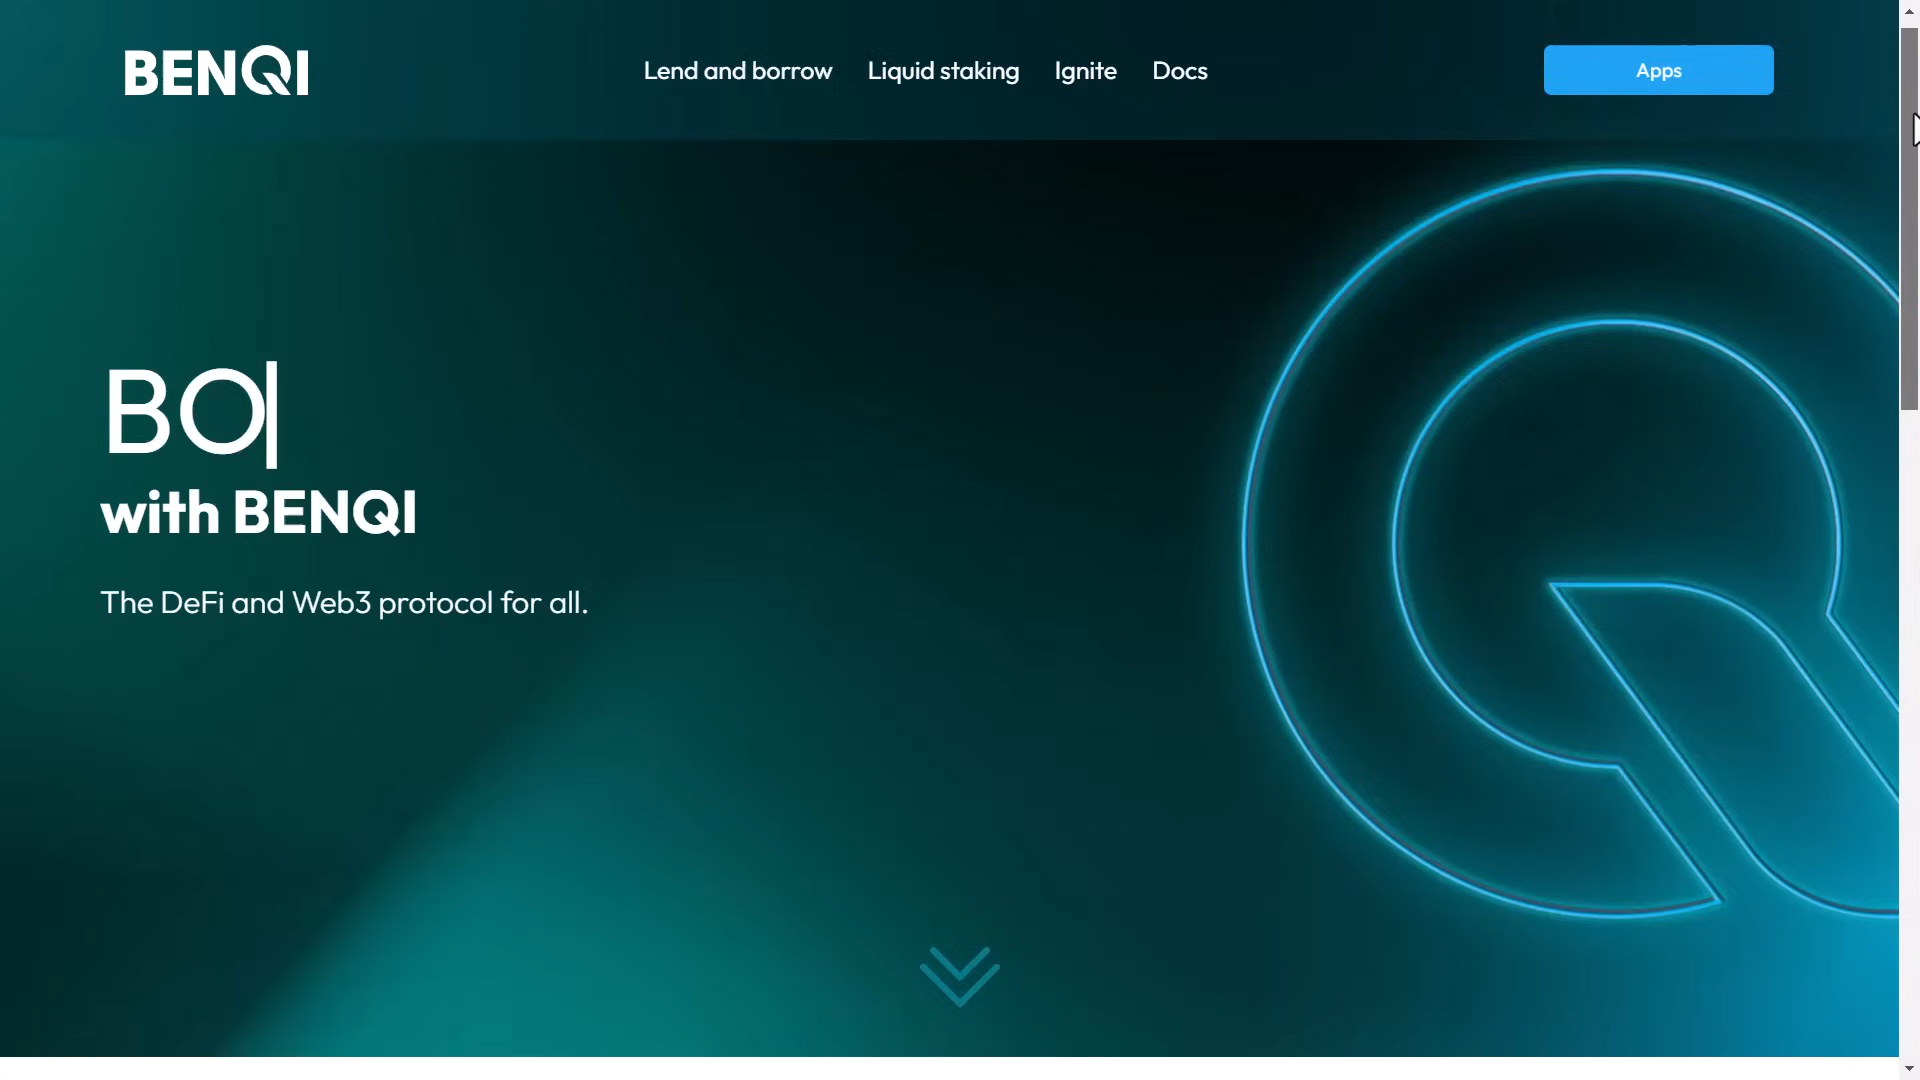 BENQI
Lend and borrow
Liquid staking
Ignite
Docs
Apps
BO
with BENQI
The DeFi and Web3 protocol for all.